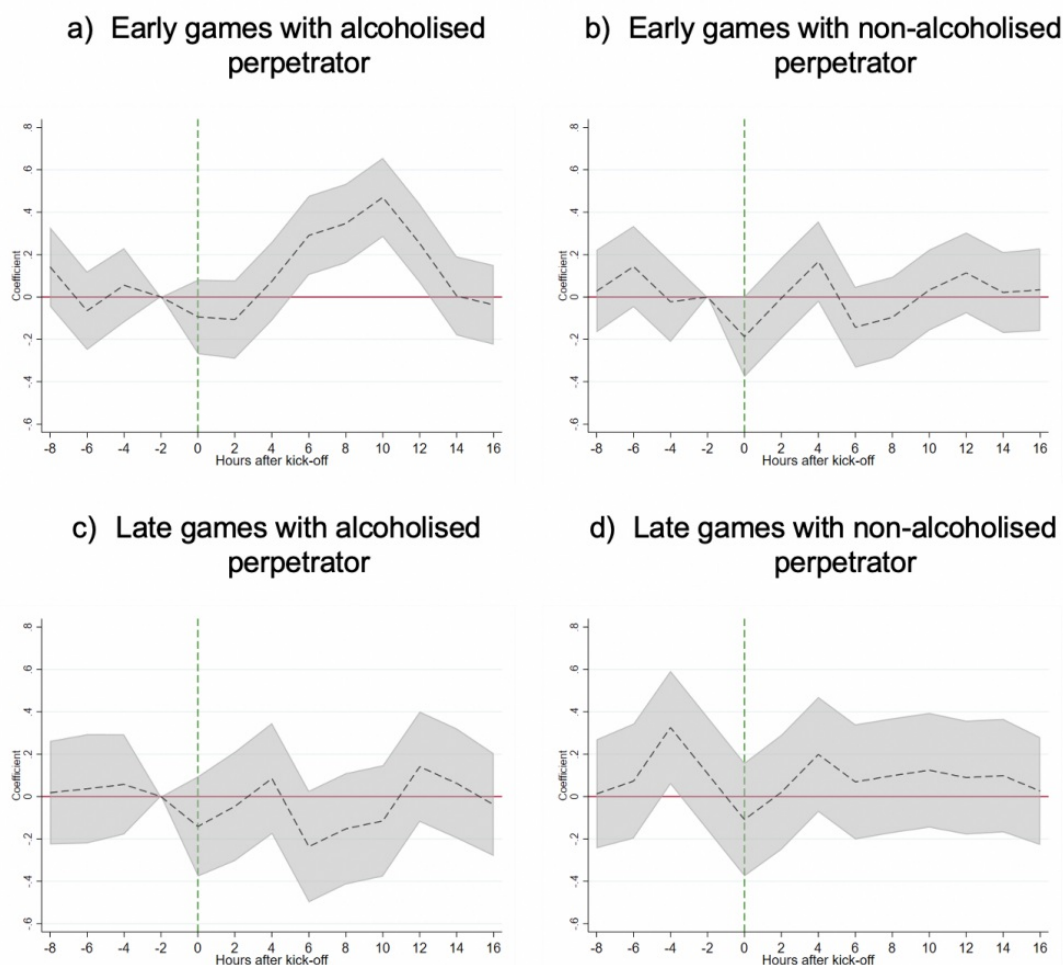 a) Early games with alcoholised
perpetrator
b) Early games with non-alcoholised
perpetrator
.8
.6
.4
.2
0
-.2
-.4
-.6
Coefficient
-8 -6 -4 -2 0 2 4 6 8 10 12 14 16
Hours after kick-off
.8
.6
.4
.2
0
-.2
-.4
-.6
Coefficient
-8 -6 -4 -2 0 2 4 6 8 10 12 14 16
Hours after kick-off
c) Late games with alcoholised
perpetrator
d) Late games with non-alcoholised
perpetrator
.8
.6
.4
.2
0
-.2
-.4
-.6
Coefficient
-8 -6 -4 -2 0 2 4 6 8 10 12 14 16
Hours after kick-off
.8
.6
.4
.2
0
-.2
-.4
-.6
Coefficient
-8 -6 -4 -2 0 2 4 6 8 10 12 14 16
Hours after kick-off